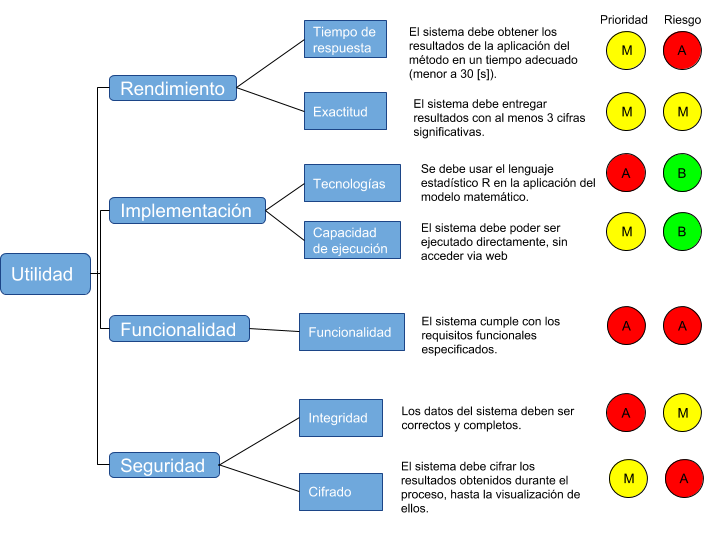 Prioridad Riesgo
Utilidad
Rendimiento
Tiempo de
respuesta
El sistema debe obtener los
resultados de la aplicación del
método en un tiempo adecuado
(menor a 30 [s]).
M A
Exactitud
El sistema debe entregar
resultados con al menos 3 cifras
significativas.
M M
Implementación
Tecnologías
Se debe usar el lenguaje
estadístico R en la aplicación del
modelo matemático.
A B
Capacidad
de ejecución
El sistema debe poder ser
ejecutado directamente, sin
acceder via web
M B
Funcionalidad
Funcionalidad
El sistema cumple con los
requisitos funcionales
especificados.
A A
Seguridad
Integridad
Los datos del sistema deben ser
correctos y completos.
A M
Cifrado
El sistema debe cifrar los
resultados obtenidos durante el
proceso, hasta la visualización de
ellos.
M A